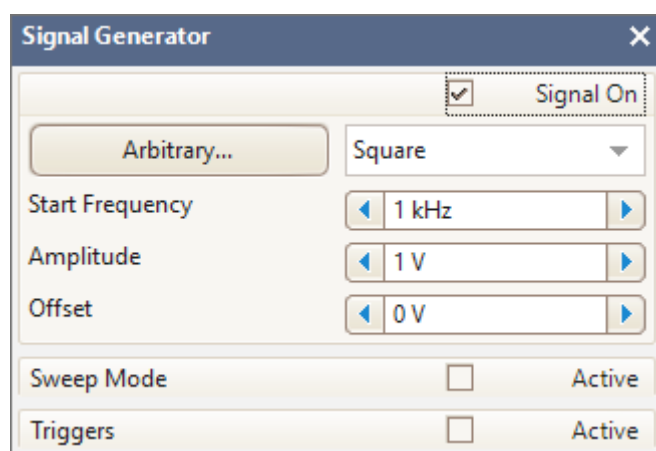 Signal Generator
Signal On
Arbitrary... Square
Start Frequency 1 kHz
Amplitude 1 V
Offset 0 V
Sweep Mode Active
Triggers Active